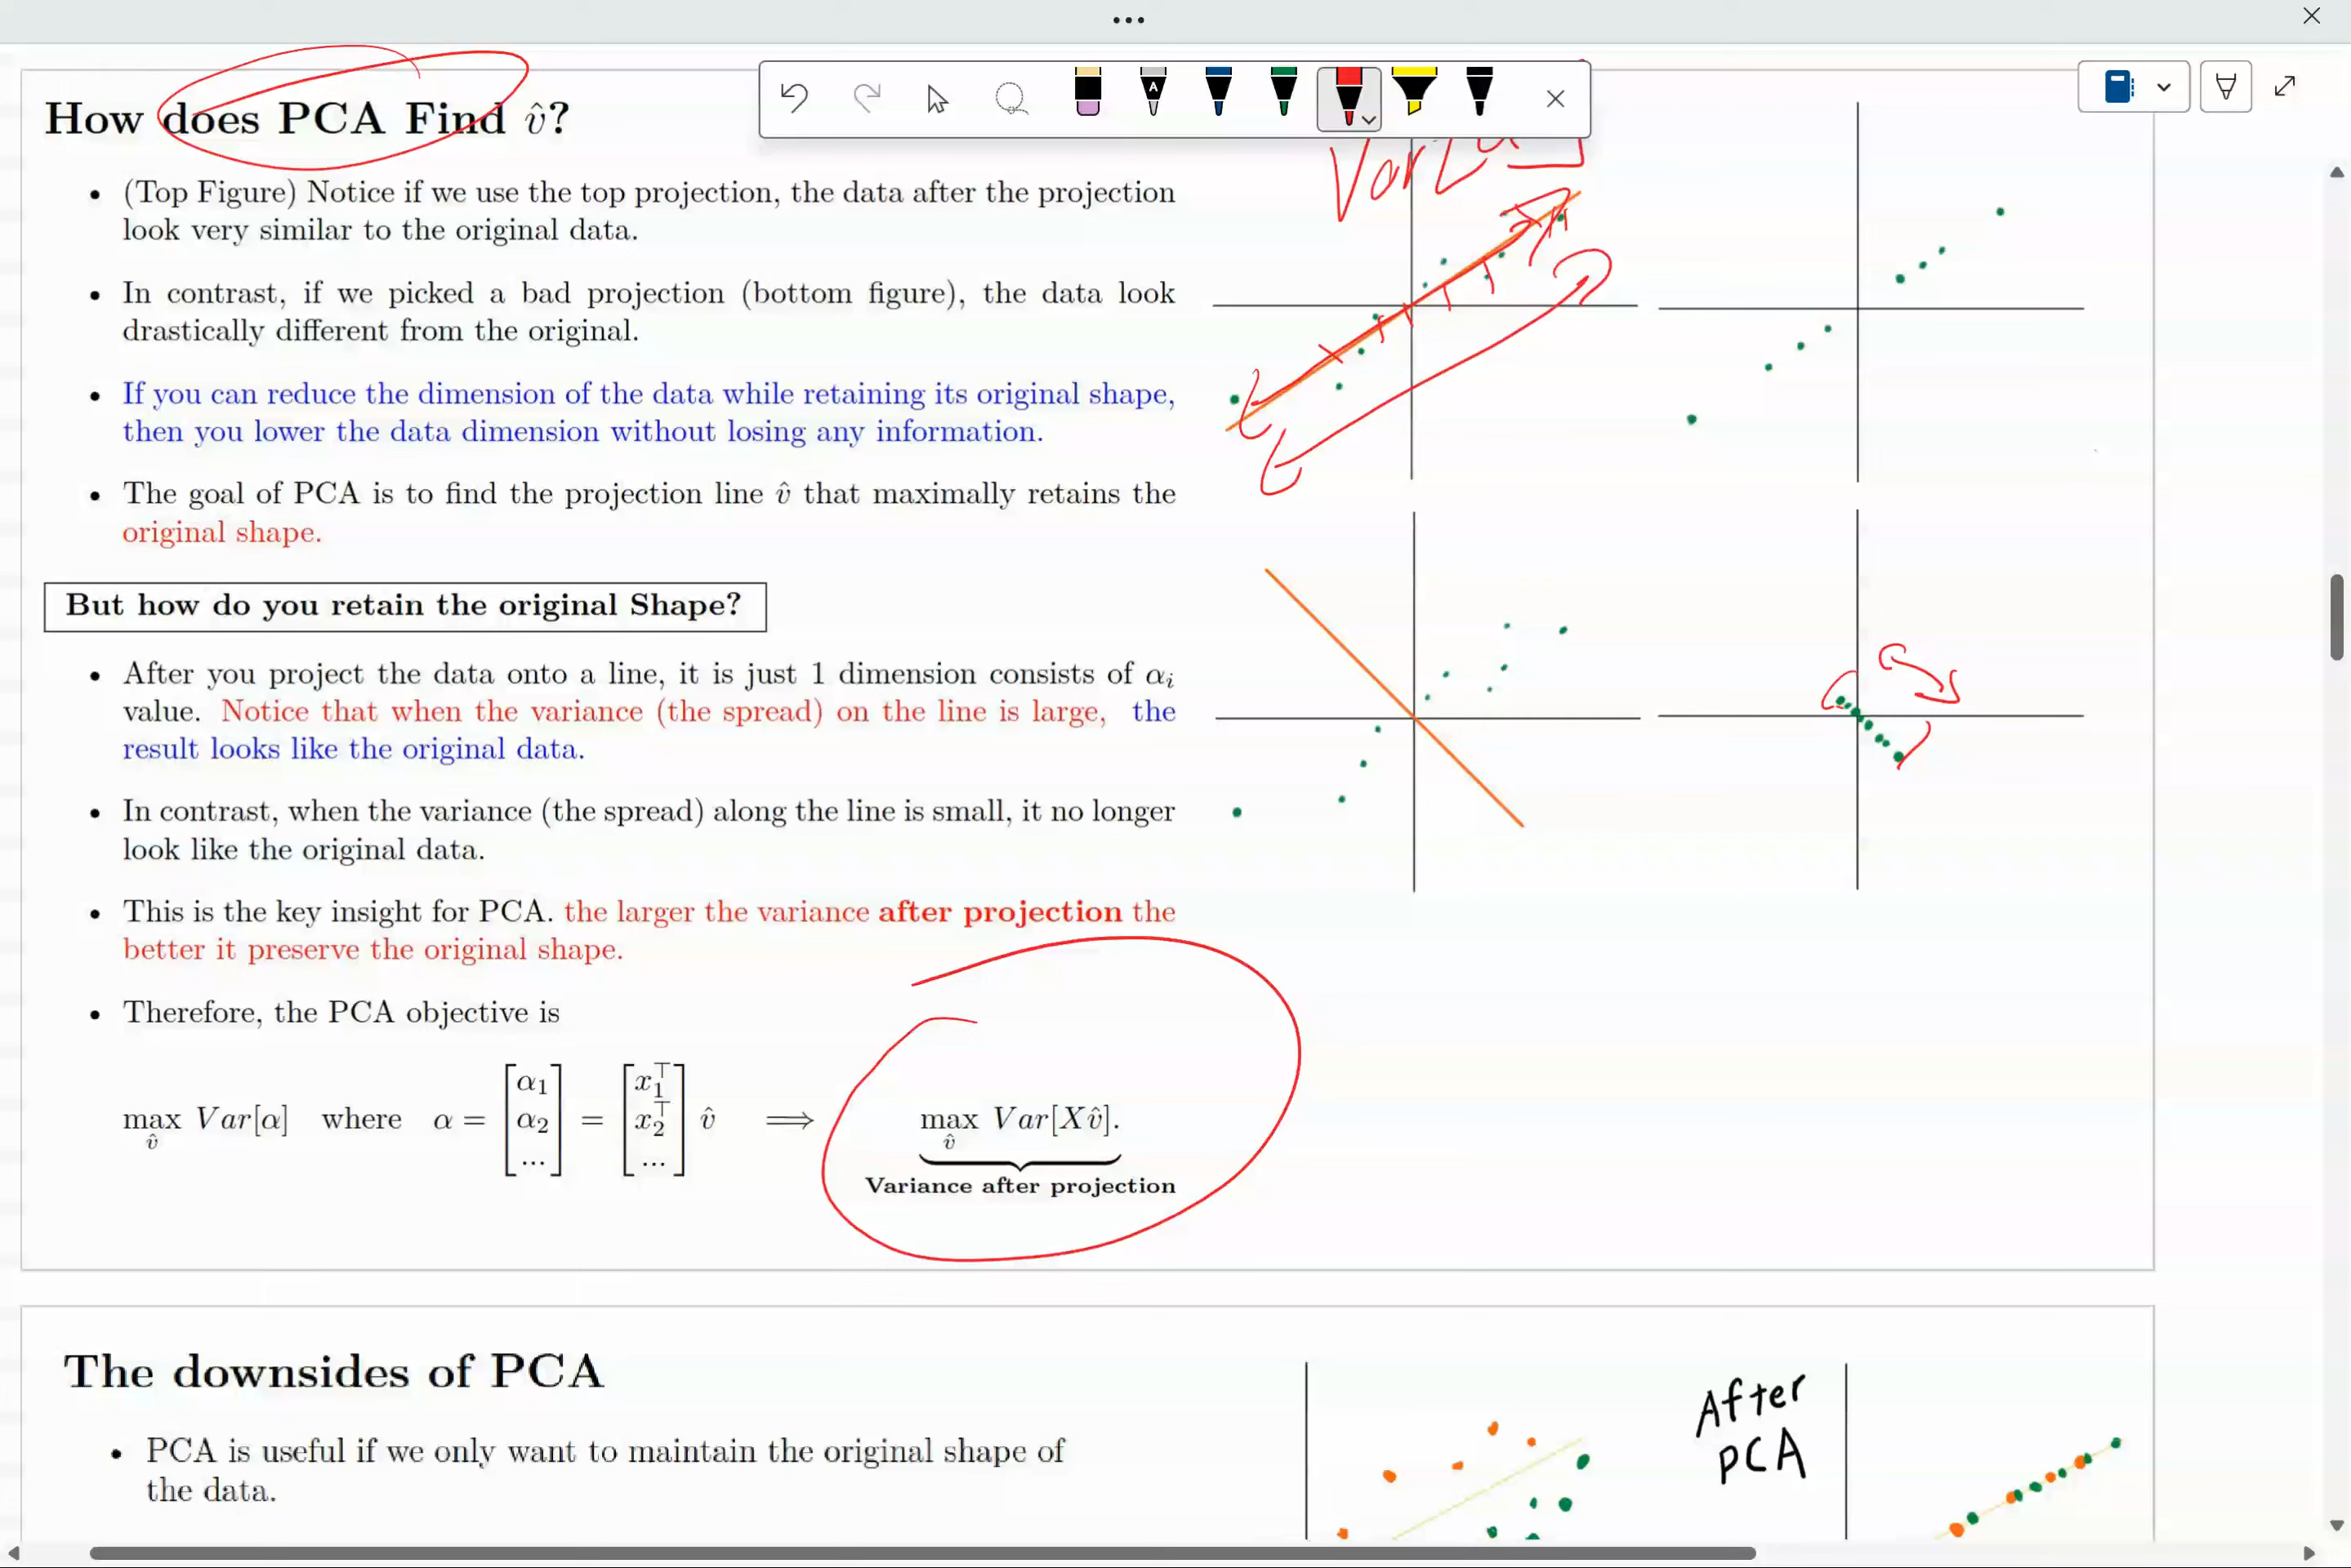 How does PCA Find v̂?
• (Top Figure) Notice if we use the top projection, the data after the projection
look very similar to the original data.
• In contrast, if we picked a bad projection (bottom figure), the data look
drastically different from the original.
• If you can reduce the dimension of the data while retaining its original shape,
then you lower the data dimension without losing any information.
• The goal of PCA is to find the projection line v̂ that maximally retains the
original shape.
But how do you retain the original Shape?
• After you project the data onto a line, it is just 1 dimension consists of αᵢ
value. Notice that when the variance (the spread) on the line is large, the
result looks like the original data.
• In contrast, when the variance (the spread) along the line is small, it no longer
look like the original data.
• This is the key insight for PCA. the larger the variance after projection the
better it preserve the original shape.
• Therefore, the PCA objective is
max_v̂ Var[α] where α = [α₁ α₂ ...] = [x₁ᵀ x₂ᵀ ...] v̂ ⟹ max_v̂ Var[Xv̂].
Variance after projection
Var
The downsides of PCA
• PCA is useful if we only want to maintain the original shape of
the data.
After
PCA